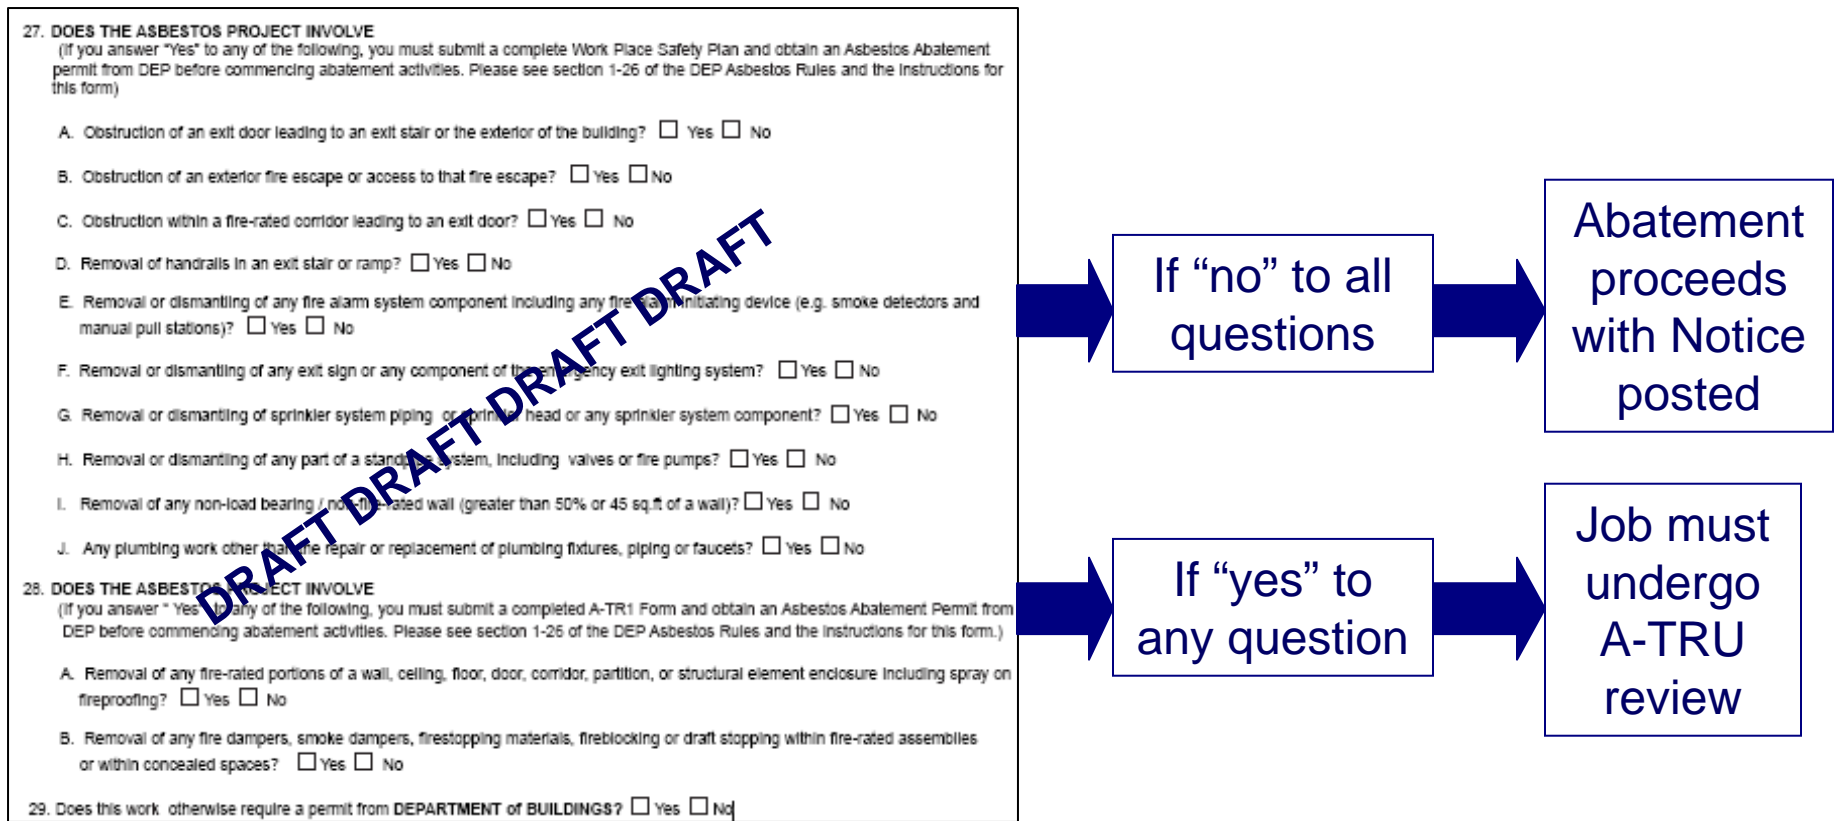 27. DOES THE ASBESTOS PROJECT INVOLVE
(If you answer "Yes" to any of the following, you must submit a complete Work Place Safety Plan and obtain an Asbestos Abatement
permit from DEP before commencing abatement activities. Please see section 1-26 of the DEP Asbestos Rules and the Instructions for
this form)
A. Obstruction of an exit door leading to an exit stair or the exterior of the building? ☐ Yes ☐ No
B. Obstruction of an exterior fire escape or access to that fire escape? ☐ Yes ☐ No
C. Obstruction within a fire-rated corridor leading to an exit door? ☐ Yes ☐ No
D. Removal of handrails in an exit stair or ramp? ☐ Yes ☐ No
E. Removal or dismantling of any fire alarm system component including any fire alarm initiating device (e.g. smoke detectors and
manual pull stations)? ☐ Yes ☐ No
F. Removal or dismantling of any exit sign or any component of the emergency exit lighting system? ☐ Yes ☐ No
G. Removal or dismantling of sprinkler system piping or sprinkler head or any sprinkler system component? ☐ Yes ☐ No
H. Removal or dismantling of any part of a standpipe system, including valves or fire pumps? ☐ Yes ☐ No
I. Removal of any non-load bearing / non-fire-rated wall (greater than 50% or 45 sq.ft of a wall)? ☐ Yes ☐ No
J. Any plumbing work other than the repair or replacement of plumbing fixtures, piping or faucets? ☐ Yes ☐ No
28. DOES THE ASBESTOS PROJECT INVOLVE
(If you answer " Yes" to any of the following, you must submit a completed A-TR1 Form and obtain an Asbestos Abatement Permit from
DEP before commencing abatement activities. Please see section 1-26 of the DEP Asbestos Rules and the Instructions for this form.)
A. Removal of any fire-rated portions of a wall, ceiling, floor, door, corridor, partition, or structural element enclosure including spray on
fireproofing? ☐ Yes ☐ No
B. Removal of any fire dampers, smoke dampers, firestopping materials, fireblocking or draft stopping within fire-rated assemblies
or within concealed spaces? ☐ Yes ☐ No
29. Does this work otherwise require a permit from DEPARTMENT of BUILDINGS? ☐ Yes ☐ No
DRAFT DRAFT DRAFT DRAFT
If “no” to all
questions
Abatement
proceeds
with Notice
posted
If “yes” to
any question
Job must
undergo
A-TRU
review